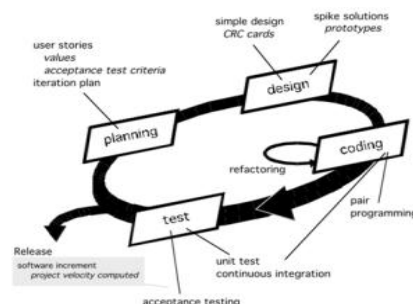 simple design
CRC cards
spike solutions
prototypes
user stories
values
acceptance test criteria
iteration plan
design
planning
coding
refactoring
test
pair
programming
Release
software increment
project velocity computed
unit test
continuous integration
acceptance testing